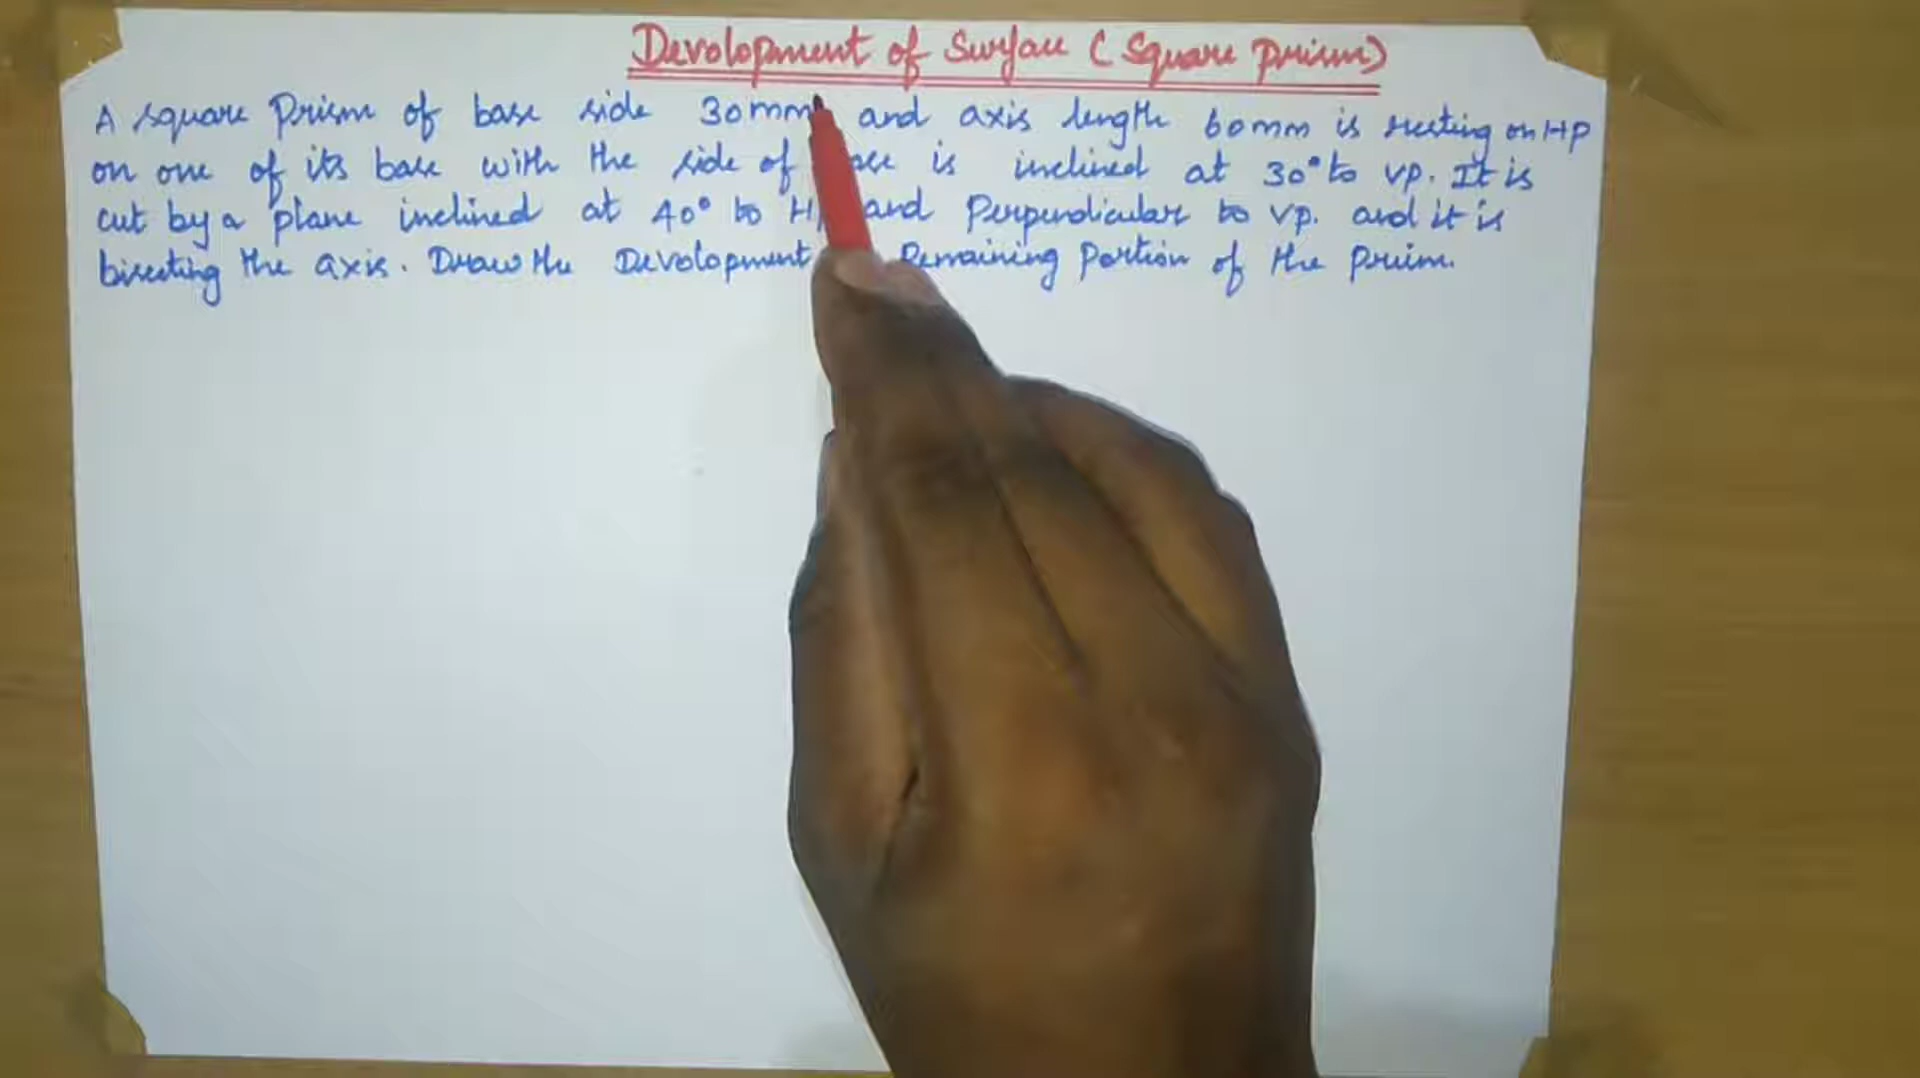 Devolopment of Surface (Square Prism)
A square Prism of base side 30mm and axis length 60mm is resting on HP
on one of its base with the side of is inclined at 30° to VP. It is
cut by a plane inclined at 40° to H and Perpendicular to VP. and it is
bisecting the axis. Draw the Devolopment Remaining Portion of the Prism.